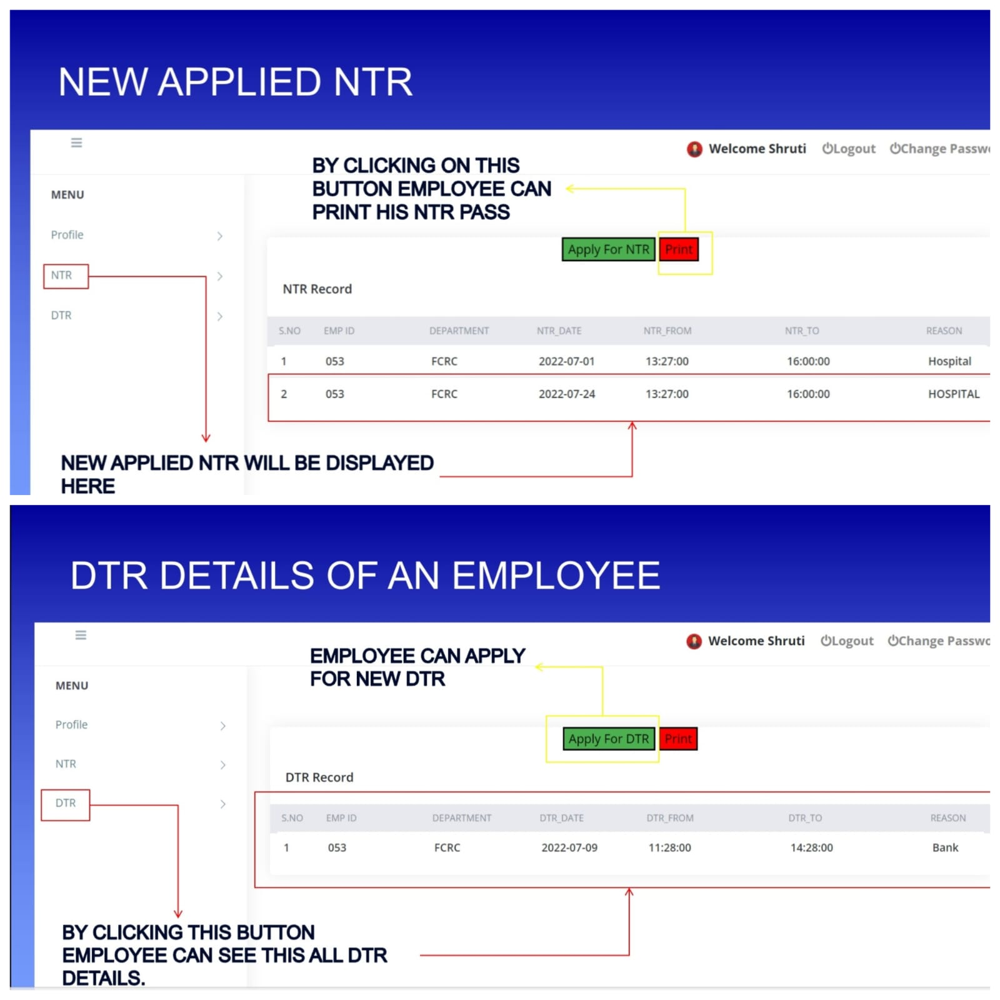 NEW APPLIED NTR
Welcome Shruti Logout Change Passwo
BY CLICKING ON THIS
BUTTON EMPLOYEE CAN
PRINT HIS NTR PASS
MENU
Profile
NTR
DTR
Apply For NTR Print
NTR Record
S.NO EMP ID DEPARTMENT NTR_DATE NTR_FROM NTR_TO REASON
1 053 FCRC 2022-07-01 13:27:00 16:00:00 Hospital
2 053 FCRC 2022-07-24 13:27:00 16:00:00 HOSPITAL
NEW APPLIED NTR WILL BE DISPLAYED
HERE
DTR DETAILS OF AN EMPLOYEE
Welcome Shruti Logout Change Passwo
EMPLOYEE CAN APPLY
FOR NEW DTR
MENU
Profile
NTR
DTR
Apply For DTR Print
DTR Record
S.NO EMP ID DEPARTMENT DTR_DATE DTR_FROM DTR_TO REASON
1 053 FCRC 2022-07-09 11:28:00 14:28:00 Bank
BY CLICKING THIS BUTTON
EMPLOYEE CAN SEE THIS ALL DTR
DETAILS.